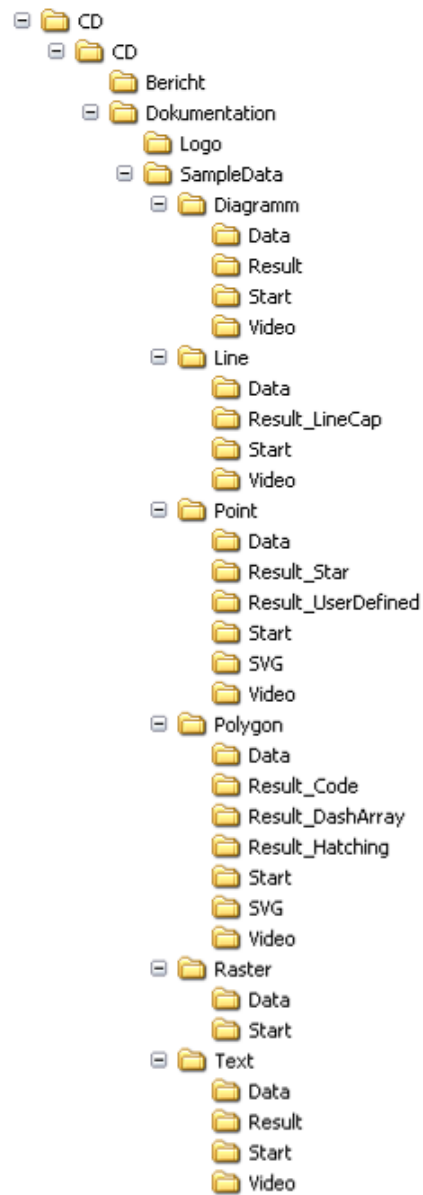 CD
CD
Bericht
Dokumentation
Logo
SampleData
Diagramm
Data
Result
Start
Video
Line
Data
Result_LineCap
Start
Video
Point
Data
Result_Star
Result_UserDefined
Start
SVG
Video
Polygon
Data
Result_Code
Result_DashArray
Result_Hatching
Start
SVG
Video
Raster
Data
Start
Text
Data
Result
Start
Video